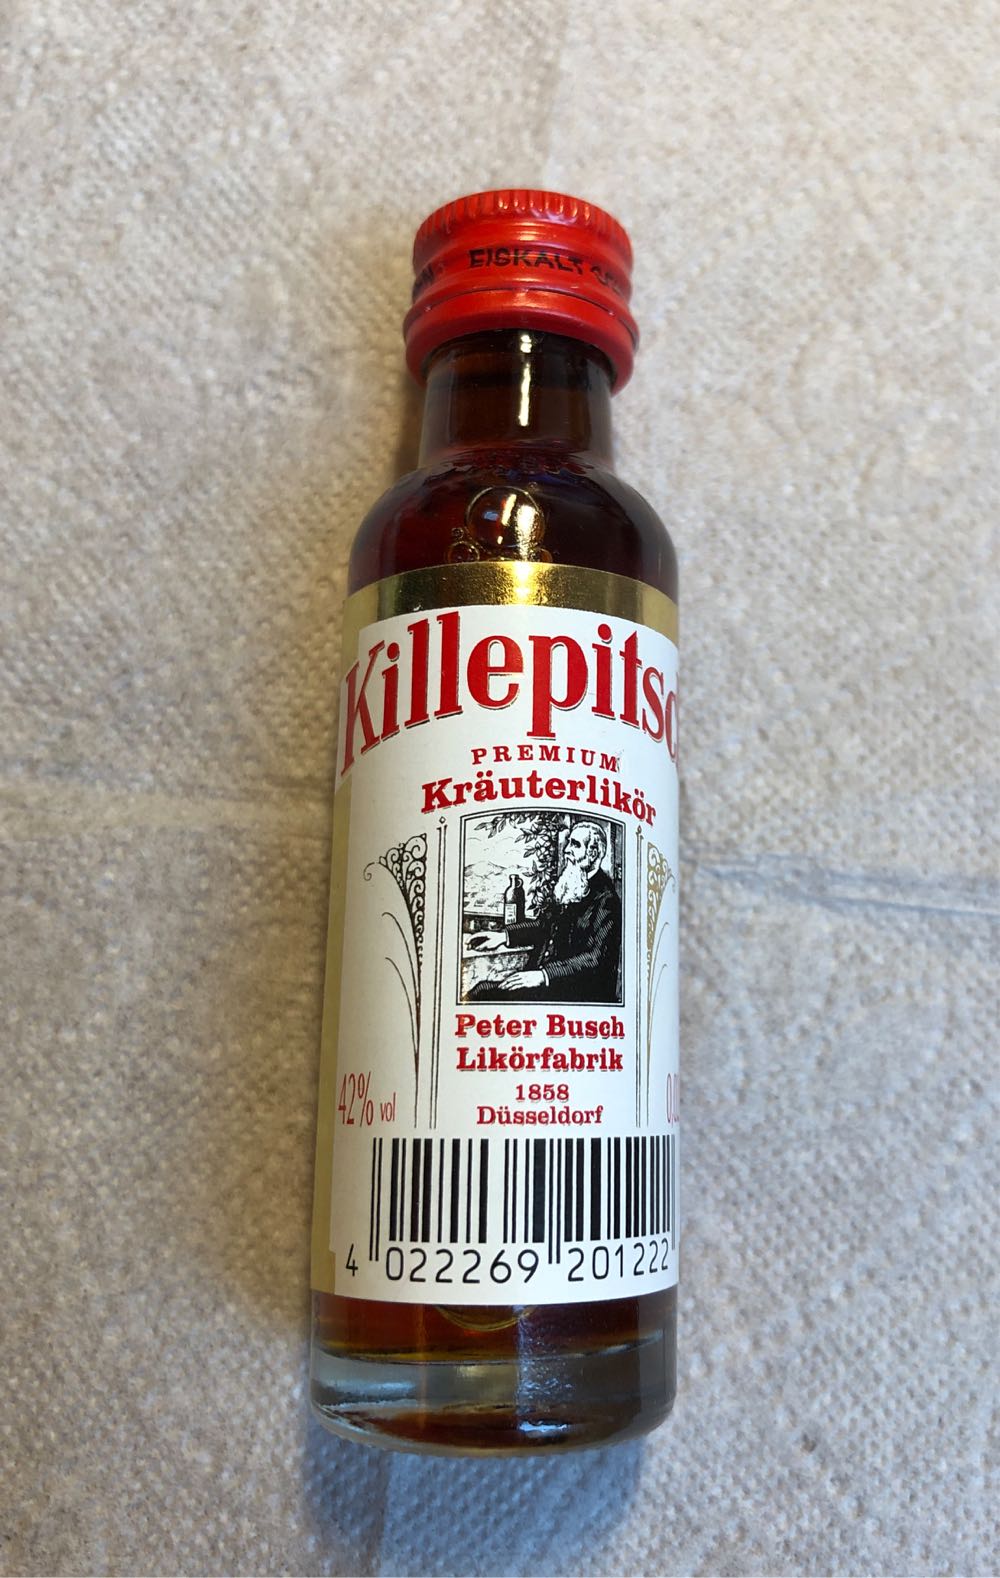 EISKALT
Killepitsc
PREMIUM
Kräuterlikör
Peter Busch
Likörfabrik
1858
Düsseldorf
42% vol
4 022269 201222